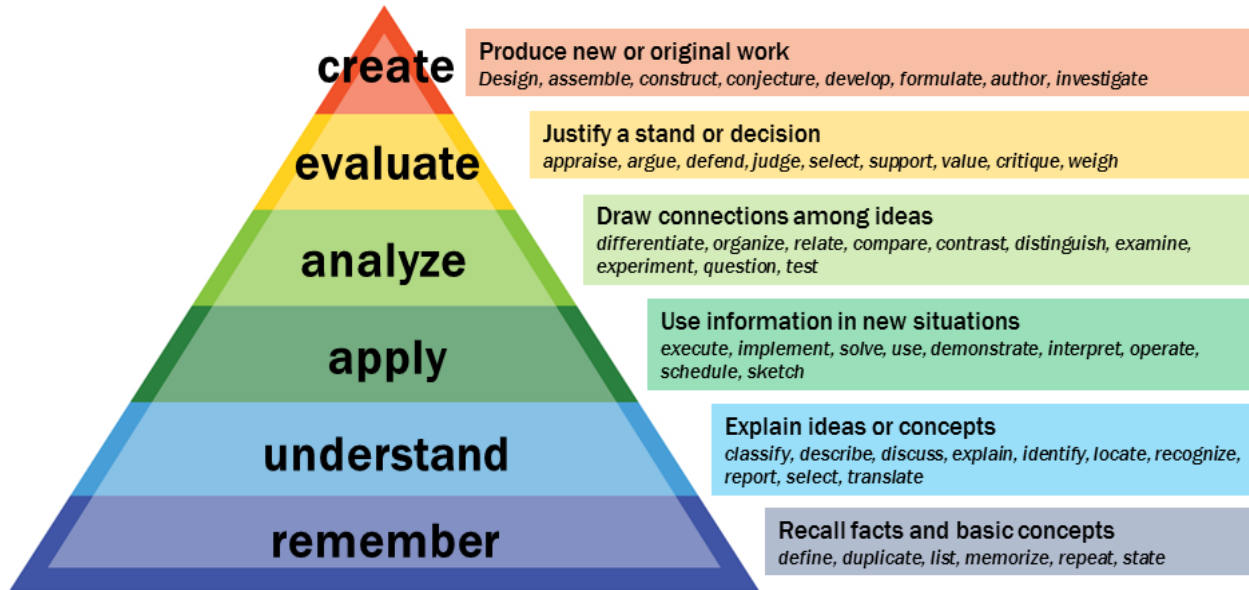 create
Produce new or original work
Design, assemble, construct, conjecture, develop, formulate, author, investigate
evaluate
Justify a stand or decision
appraise, argue, defend, judge, select, support, value, critique, weigh
analyze
Draw connections among ideas
differentiate, organize, relate, compare, contrast, distinguish, examine,
experiment, question, test
apply
Use information in new situations
execute, implement, solve, use, demonstrate, interpret, operate,
schedule, sketch
understand
Explain ideas or concepts
classify, describe, discuss, explain, identify, locate, recognize,
report, select, translate
remember
Recall facts and basic concepts
define, duplicate, list, memorize, repeat, state